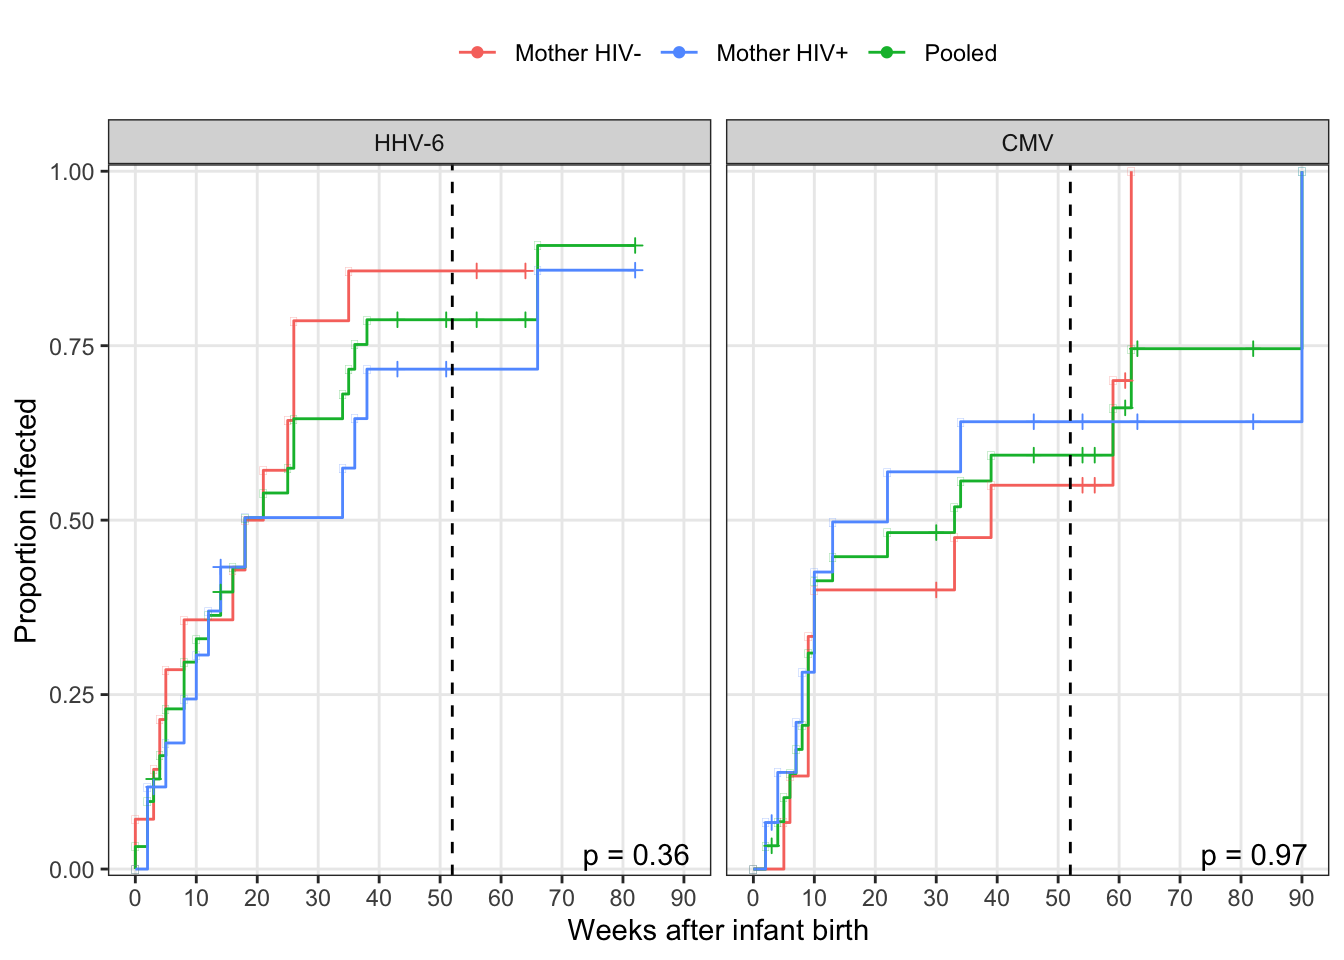 Mother HIV- Mother HIV+ Pooled
HHV-6 CMV
Proportion infected
1.00
0.75
0.50
0.25
0.00
p = 0.36 p = 0.97
0 10 20 30 40 50 60 70 80 90 0 10 20 30 40 50 60 70 80 90
Weeks after infant birth